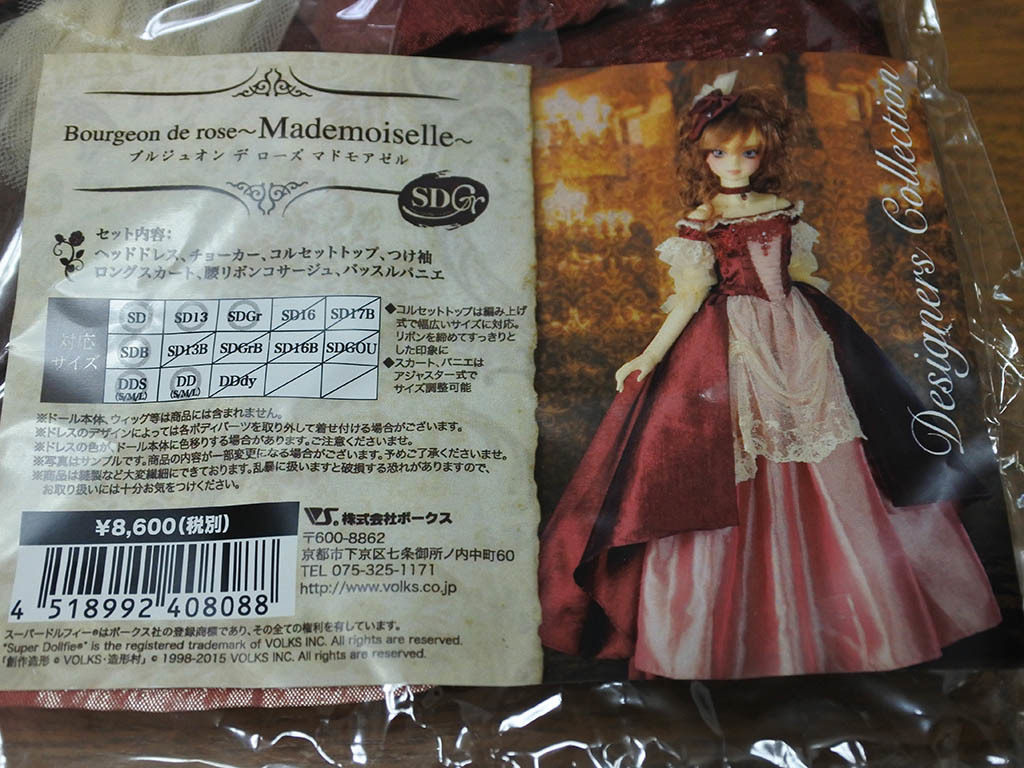 Bourgeon de rose～Mademoiselle～
ブルジュオン デ ローズ マドモアゼル
SDGr
セット内容:
ヘッドドレス、チョーカー、コルセットトップ、つけ袖
ロングスカート、腰リボンコサージュ、バッスルパニエ
対応サイズ
SD SD13 SDGr SD16 SD17B
SDB SD13B SDGrB SD16B SDGOU
DDS (S/M/L) DD (S/M/L) DDdy
◆コルセットトップは編み上げ
式で幅広いサイズに対応。
リボンを締めてすっきりと
した印象に
◆スカート、パニエは
アジャスター式で
サイズ調整可能
※ドール本体、ウィッグ等は商品には含まれません。
※ドレスのデザインによっては各ボディパーツを取り外して着せ付ける場合がございます。
※ドレスの色が、ドール本体に色移りする場合があります。ご注意くださいませ。
※写真はサンプルです。商品の内容が一部変更になる場合がございます。予めご了承くださいませ。
※商品は縫製など大変繊細にできております。乱暴に扱いますと破損する恐れがありますので、
お取り扱いには十分お気をつけください。
¥8,600(税別)
4 518992 408088
VS. 株式会社ボークス
〒600-8862
京都市下京区七条御所ノ内中町60
TEL 075-325-1171
http://www.volks.co.jp
スーパードルフィー®はボークス社の登録商標であり、その全ての権利を有しています。
"Super Dollfie®" is the registered trademark of VOLKS INC. All rights are reserved.
「創作造形 © VOLKS・造形村」 © 1998-2015 VOLKS INC. All rights are reserved.
Designers Collection